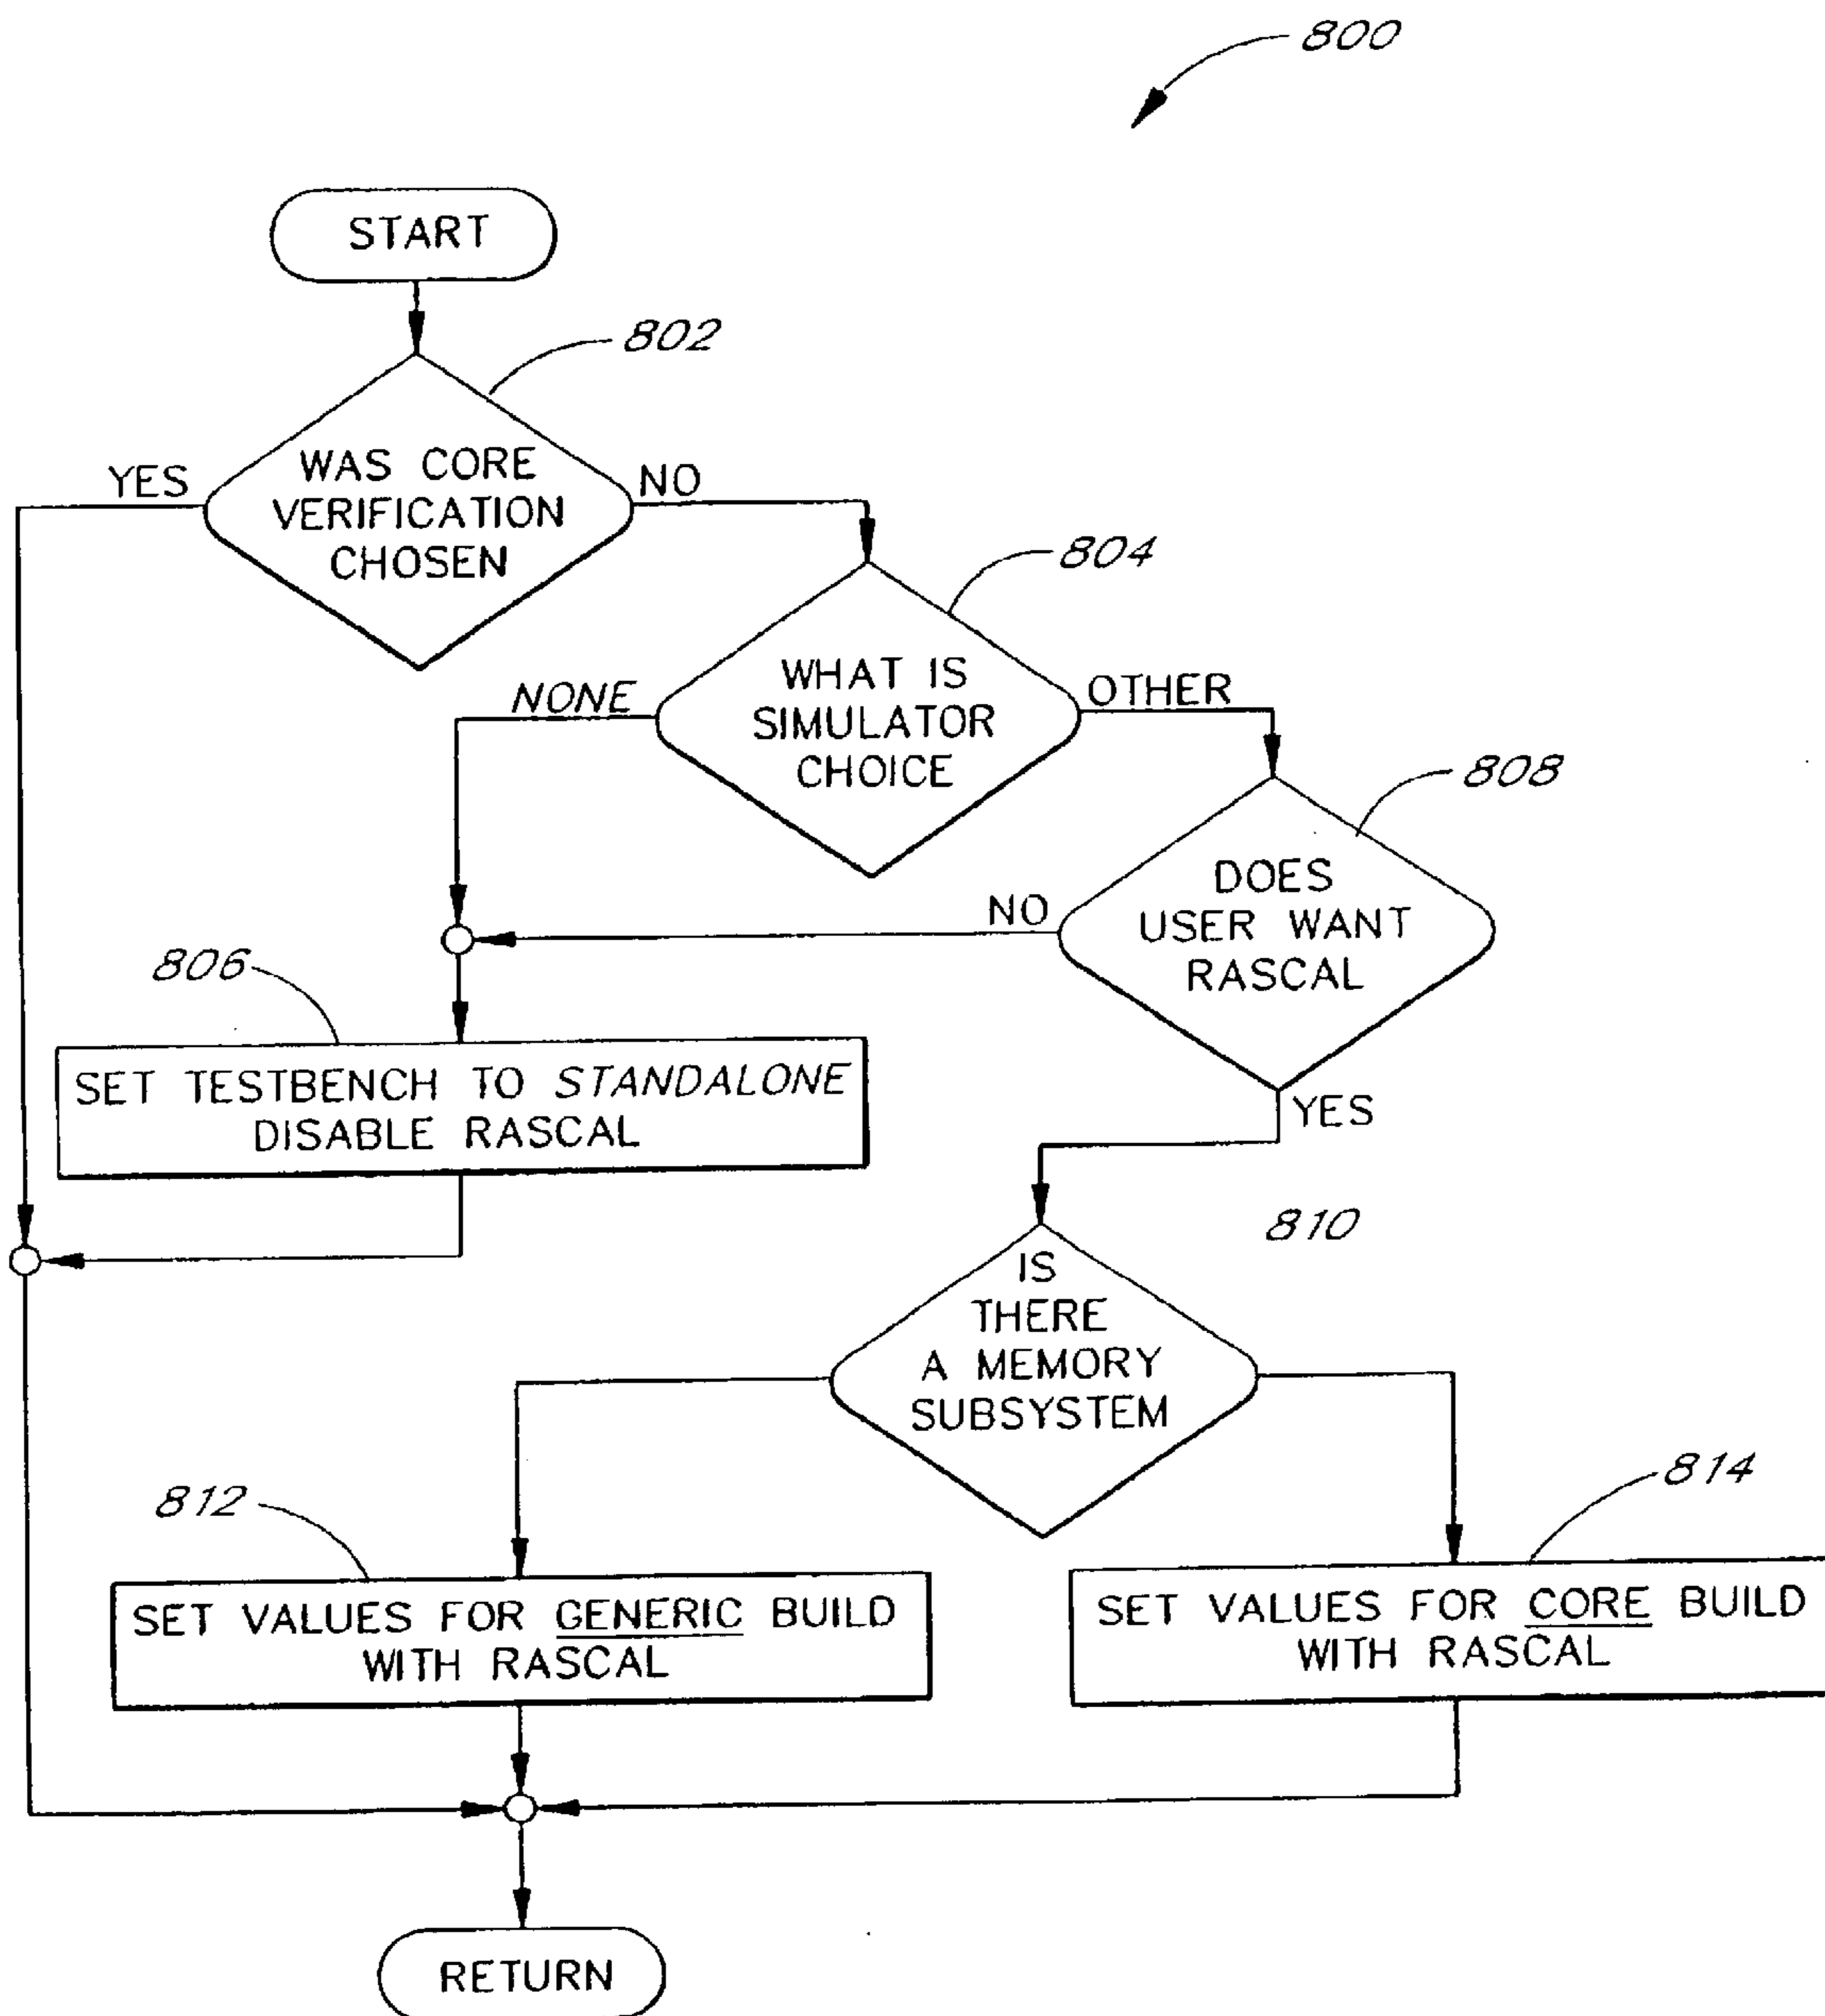 800
START
802
WAS CORE
VERIFICATION
CHOSEN
YES
NO
804
WHAT IS
SIMULATOR
CHOICE
NONE
OTHER
808
DOES
USER WANT
RASCAL
NO
YES
806
SET TESTBENCH TO STANDALONE
DISABLE RASCAL
810
IS
THERE
A MEMORY
SUBSYSTEM
812
SET VALUES FOR GENERIC BUILD
WITH RASCAL
814
SET VALUES FOR CORE BUILD
WITH RASCAL
RETURN